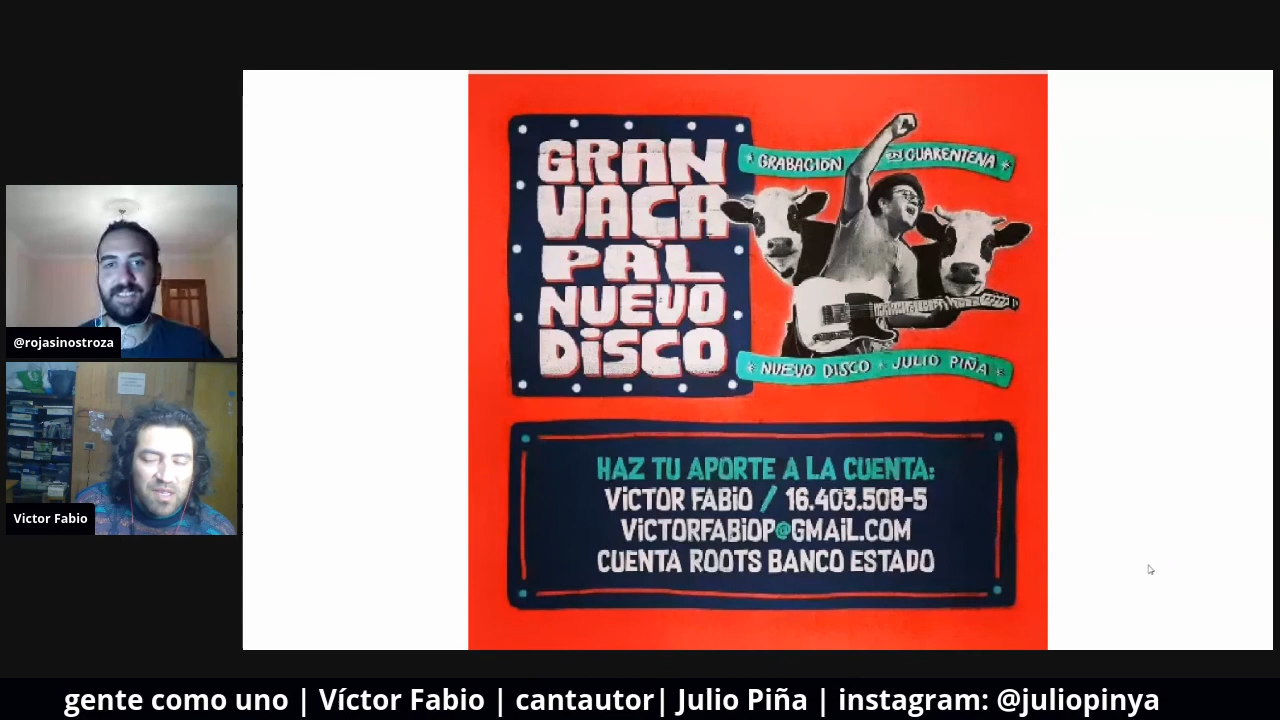 GRAN
VACA
PAL
NUEVO
DISCO
GRABACIÓN EN CUARENTENA
NUEVO DISCO JULIO PIÑA
HAZ TU APORTE A LA CUENTA:
VICTOR FABIO / 16.403.508-5
VICTORFABIOP@GMAIL.COM
CUENTA ROOTS BANCO ESTADO
@rojasinostroza
Victor Fabio
gente como uno | Víctor Fabio | cantautor| Julio Piña | instagram: @juliopinya